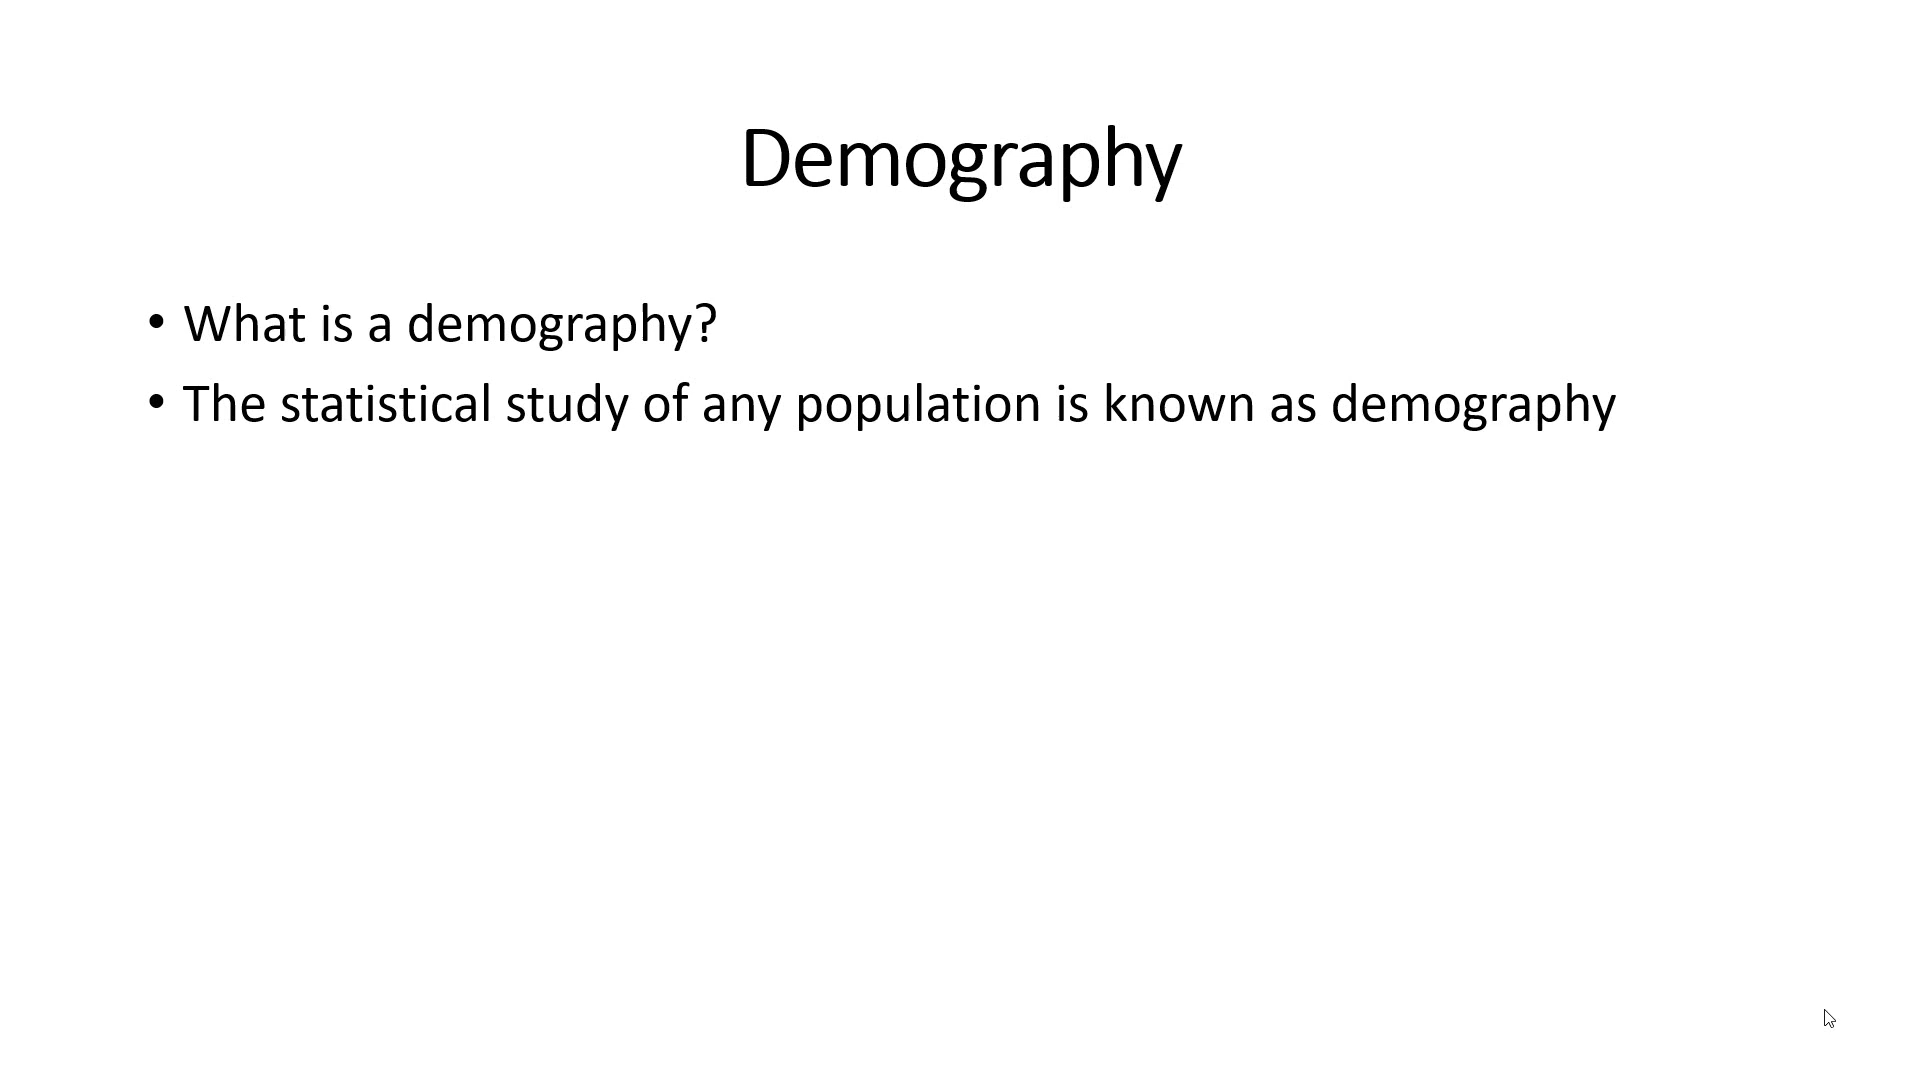 Demography
• What is a demography?
• The statistical study of any population is known as demography